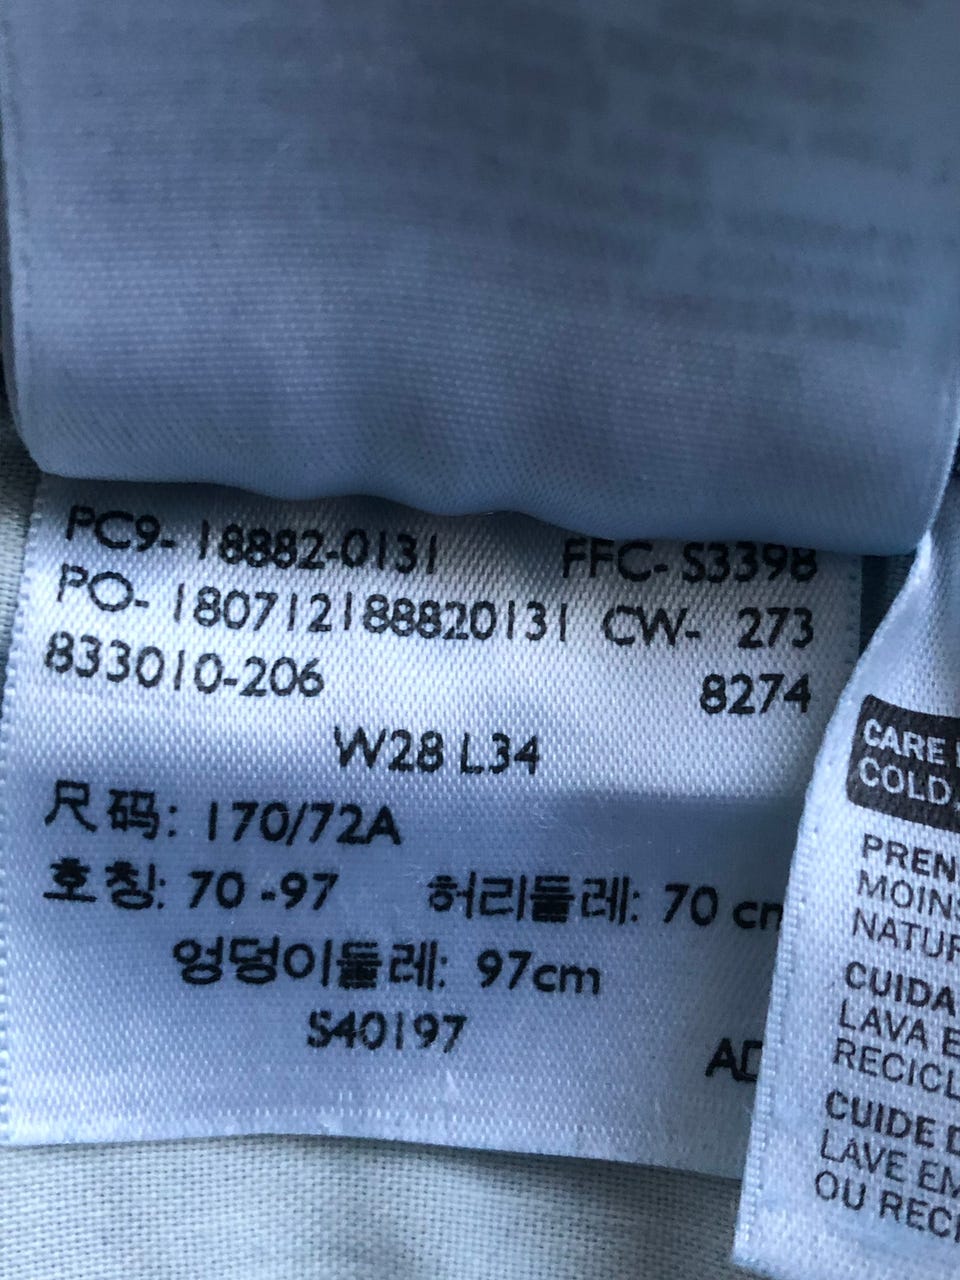 PC9- 18882-0131 FFC- S3398
PO- 180712188820131 CW- 273
833010-206 8274
W28 L34
尺码: 170/72A
호칭: 70 -97 허리둘레: 70 cm
엉덩이둘레: 97cm
S40197
AD
CARE
COLD.
PREN
MOINS
NATUR
CUIDA
LAVA E
RECICL
CUIDE D
LAVE EM
OU RECI